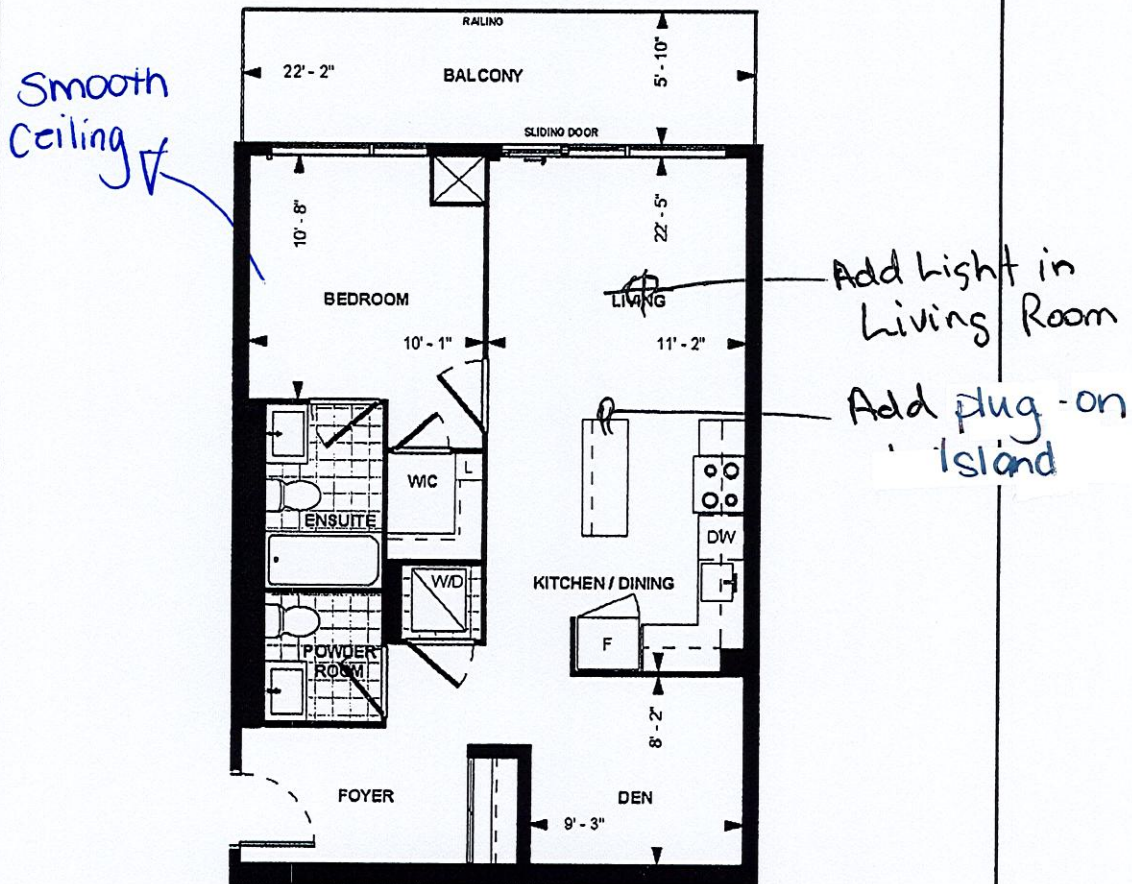 RAILING
22' - 2"
BALCONY
5' - 10"
Smooth
Ceiling
SLIDING DOOR
10' - 8"
22' - 5"
BEDROOM
LIVING
Add Light in
Living Room
10' - 1"
11' - 2"
Add plug - on
Island
WIC
L
ENSUITE
DW
W/D
KITCHEN / DINING
F
POWDER
ROOM
8' - 2"
FOYER
DEN
9' - 3"